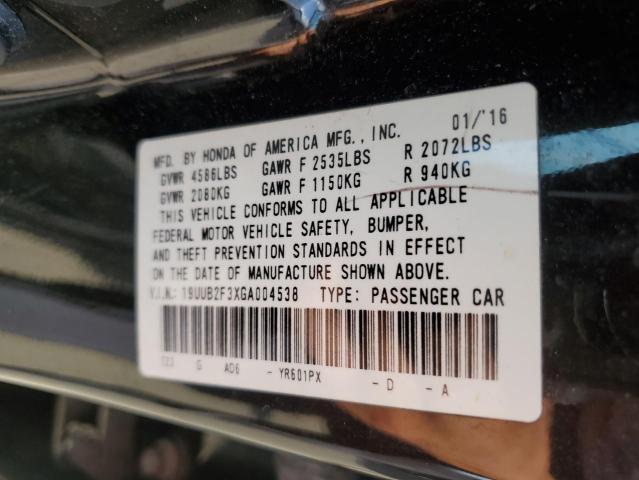 MFD. BY HONDA OF AMERICA MFG., INC. 01/'16
GVWR 4586LBS GAWR F 2535LBS R 2072LBS
GVWR 2080KG GAWR F 1150KG R 940KG
THIS VEHICLE CONFORMS TO ALL APPLICABLE
FEDERAL MOTOR VEHICLE SAFETY, BUMPER,
AND THEFT PREVENTION STANDARDS IN EFFECT
ON THE DATE OF MANUFACTURE SHOWN ABOVE.
V.I.N.: 19UUB2F3XGA004538 TYPE: PASSENGER CAR
G AD6 - YR601PX - D - A